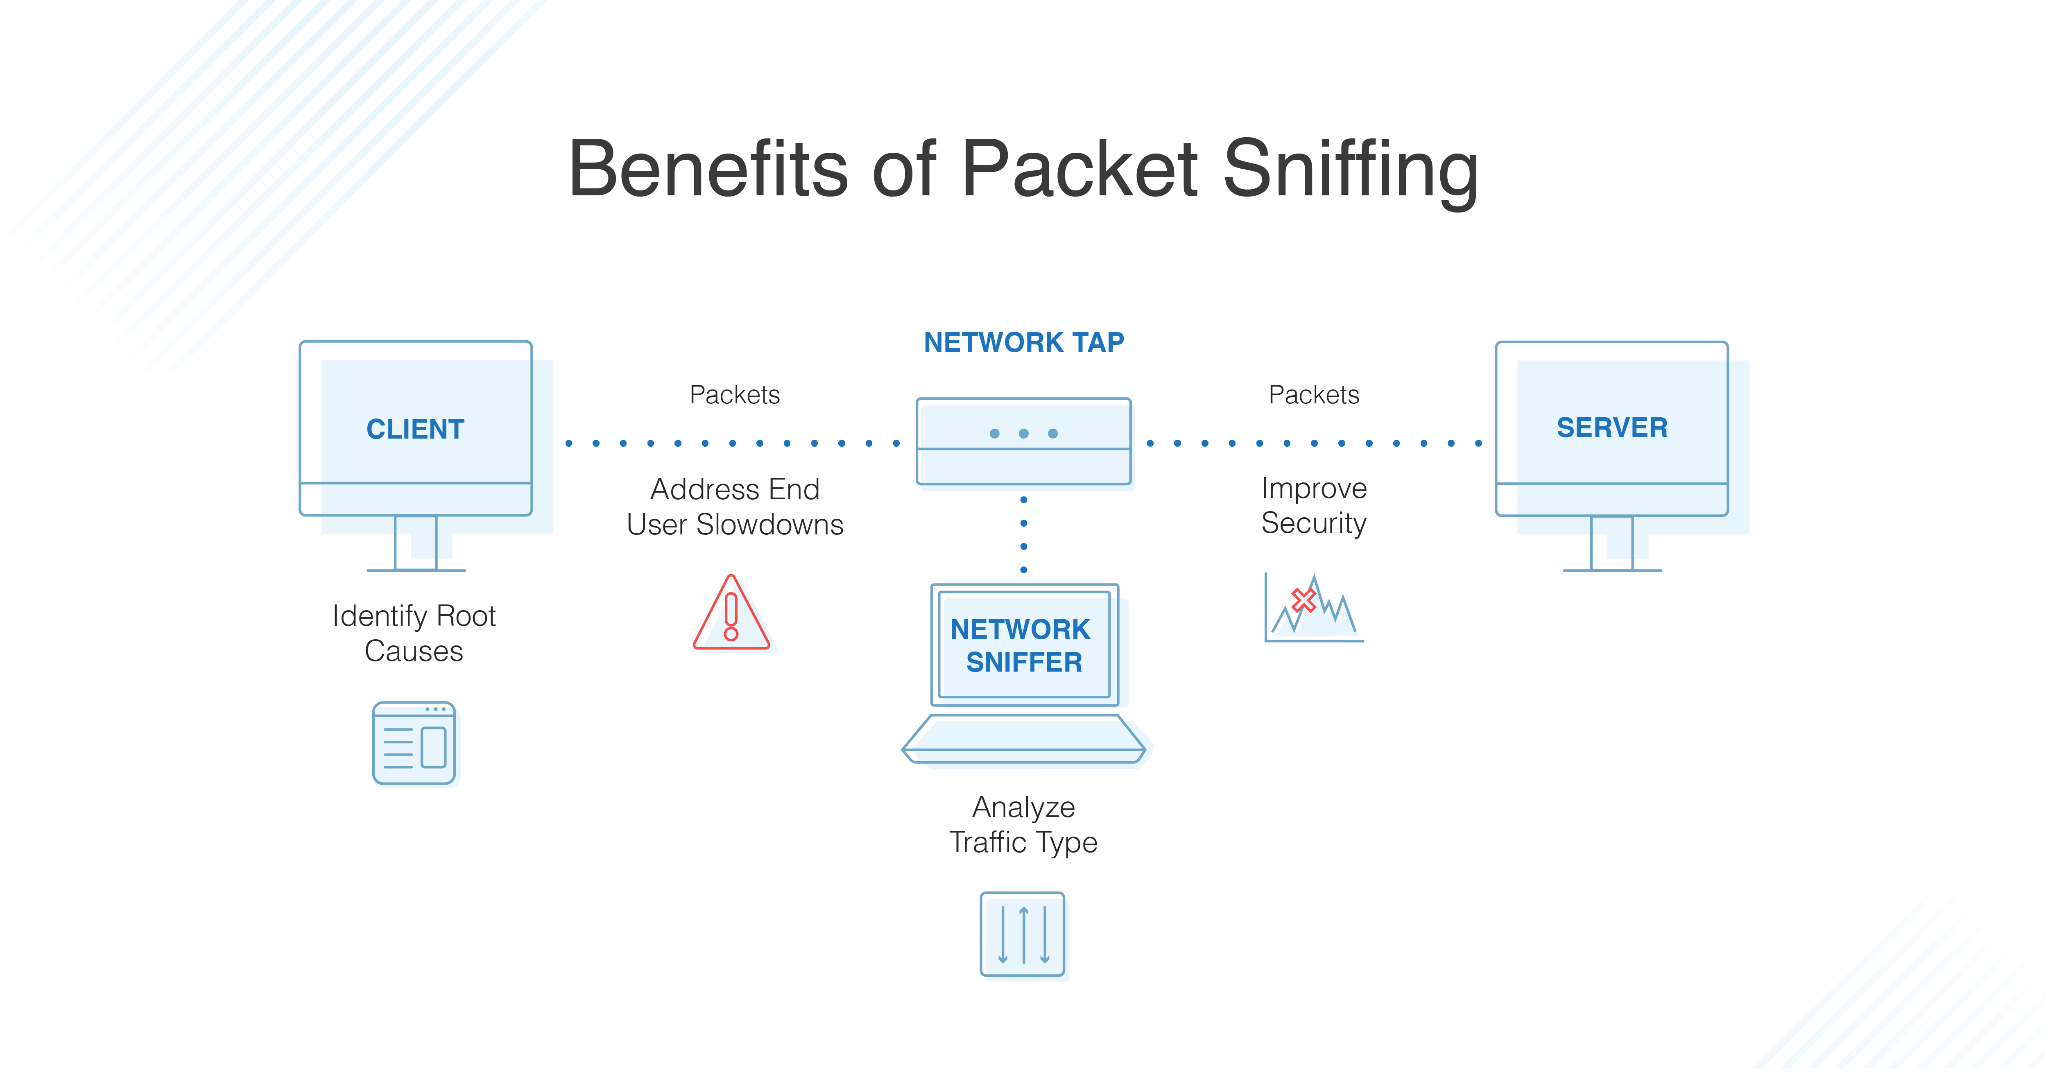 Benefits of Packet Sniffing
NETWORK TAP
Packets
Packets
CLIENT
SERVER
Address End
User Slowdowns
Improve
Security
Identify Root
Causes
NETWORK
SNIFFER
Analyze
Traffic Type